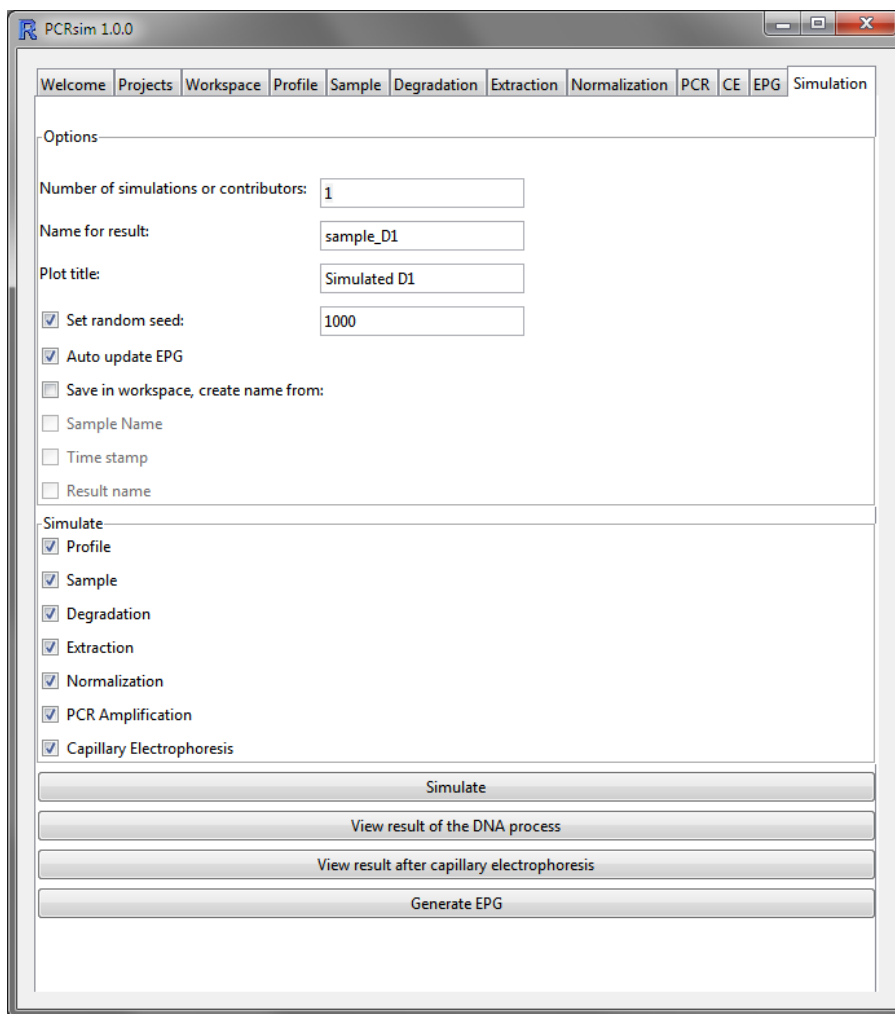 PCRsim 1.0.0
Welcome Projects Workspace Profile Sample Degradation Extraction Normalization PCR CE EPG Simulation
Options
Number of simulations or contributors: 1
Name for result: sample_D1
Plot title: Simulated D1
Set random seed: 1000
Auto update EPG
Save in workspace, create name from:
Sample Name
Time stamp
Result name
Simulate
Profile
Sample
Degradation
Extraction
Normalization
PCR Amplification
Capillary Electrophoresis
Simulate
View result of the DNA process
View result after capillary electrophoresis
Generate EPG